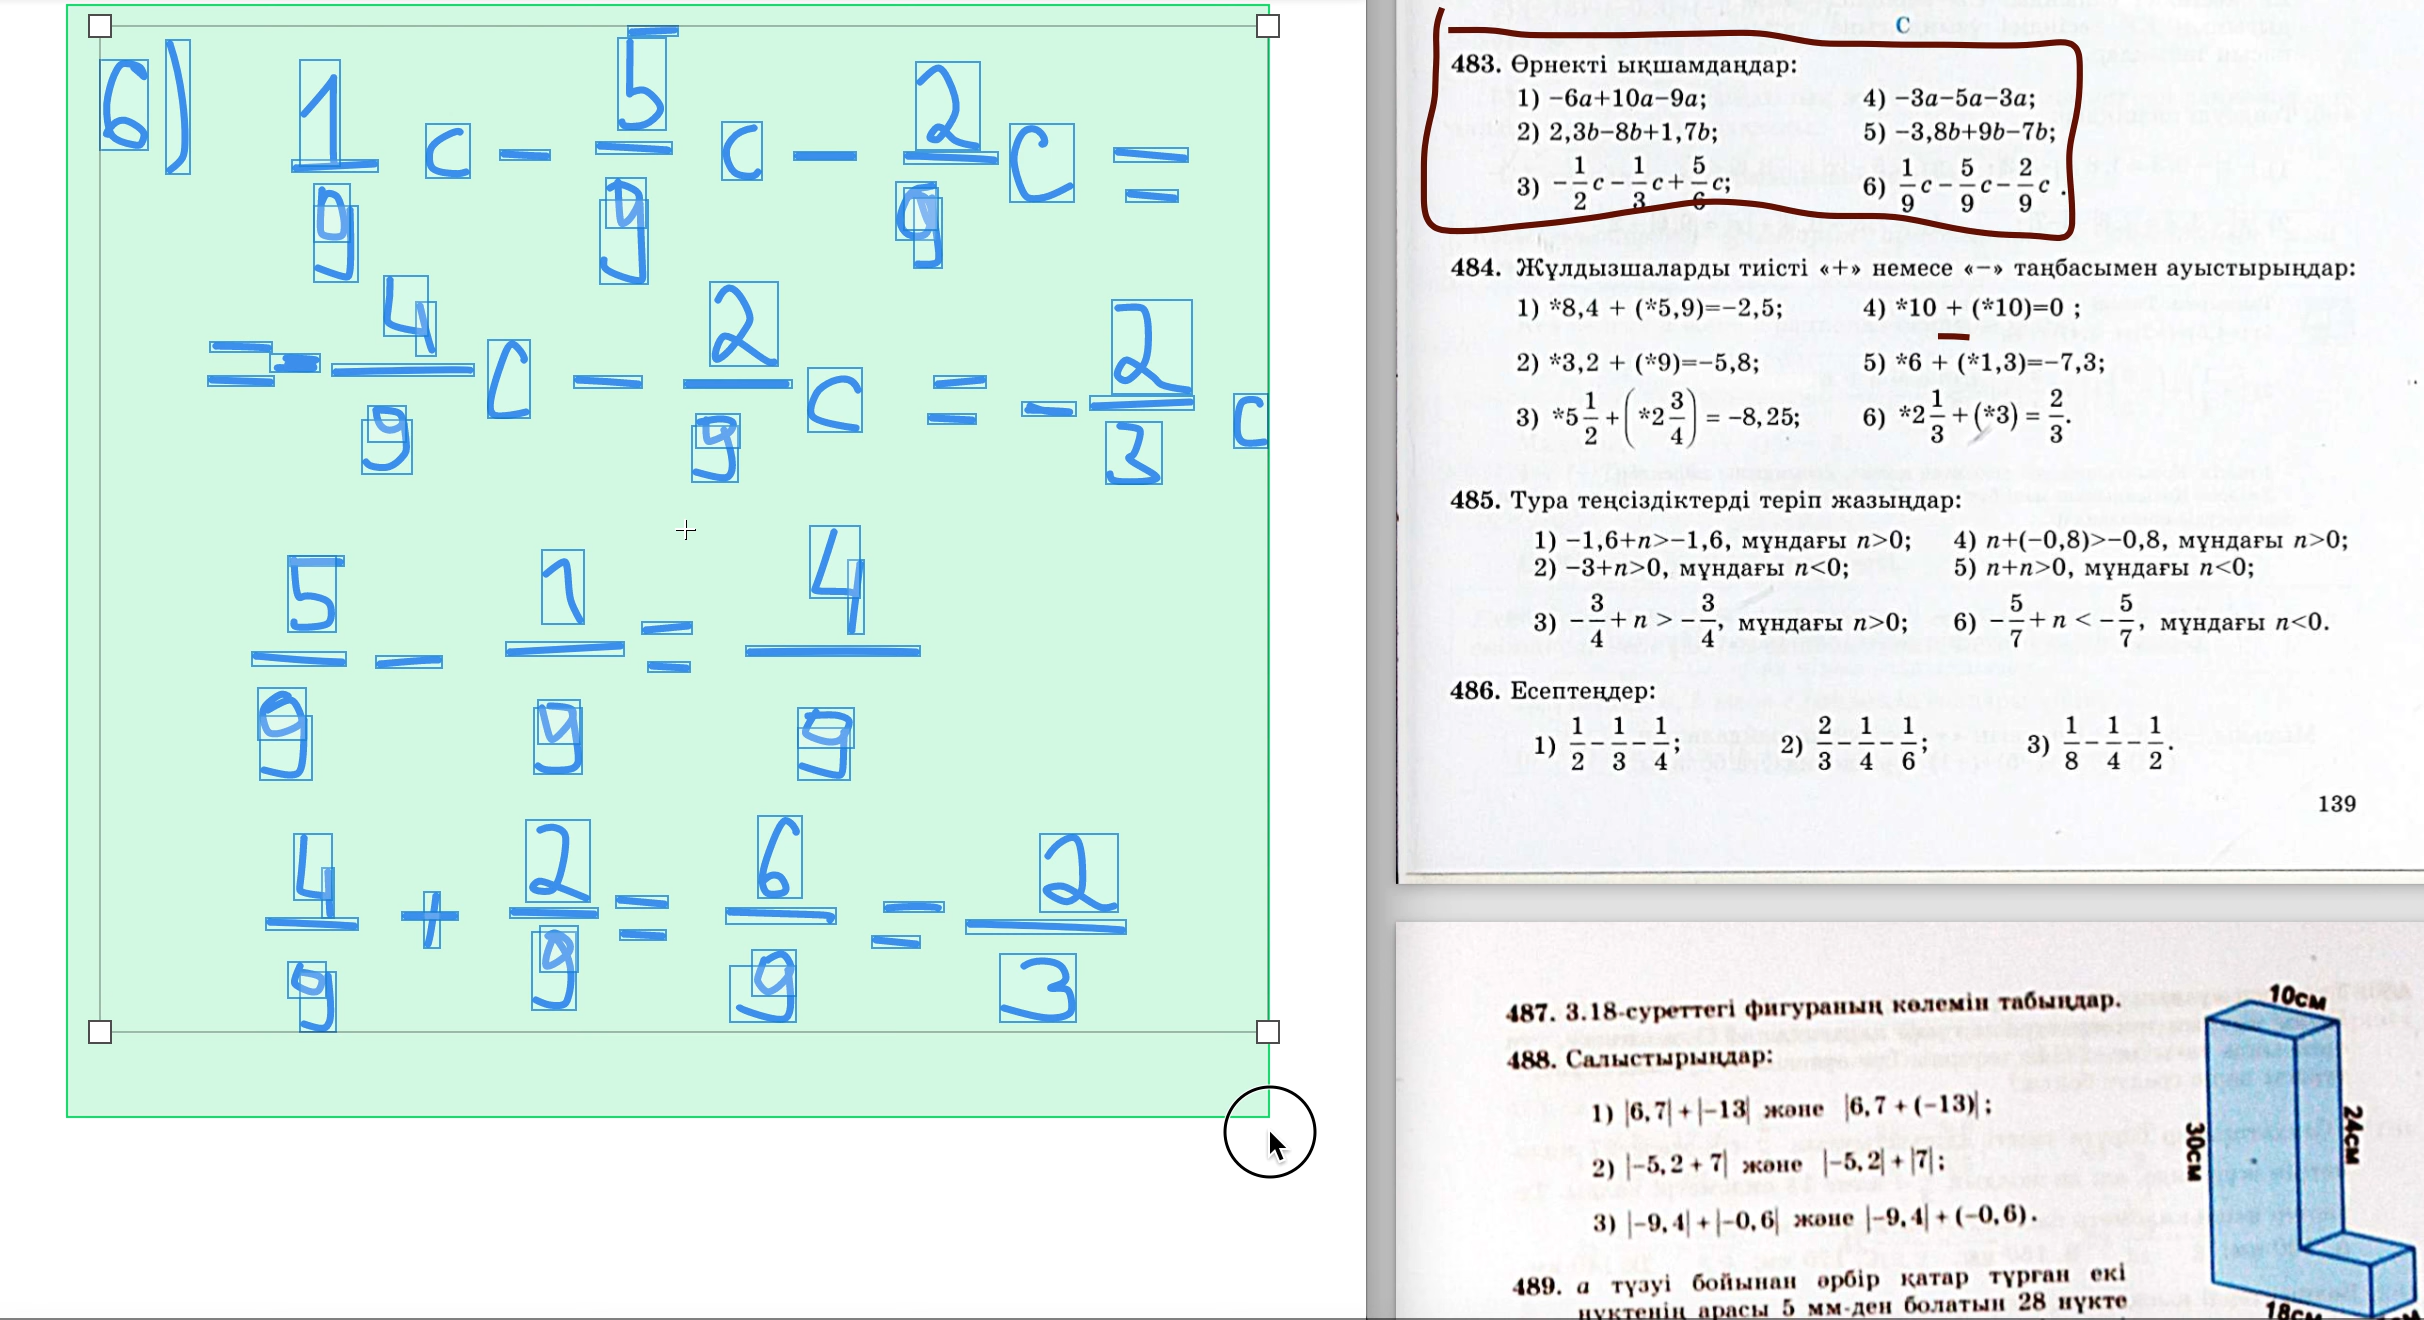 6) 1/9 c - 5/9 c - 2/9 c =
= - 4/9 c - 2/9 c = - 2/3 c
5/9 - 1/9 = 4/9
4/9 + 2/9 = 6/9 = 2/3
С
483. Өрнекті ықшамдаңдар:
1) −6a+10a−9a; 4) −3a−5a−3a;
2) 2,3b−8b+1,7b; 5) −3,8b+9b−7b;
3) −1/2 c − 1/3 c + 5/6 c; 6) 1/9 c − 5/9 c − 2/9 c .
484. Жұлдызшаларды тиісті «+» немесе «−» таңбасымен ауыстырыңдар:
1) *8,4 + (*5,9)=−2,5; 4) *10 + (*10)=0 ;
2) *3,2 + (*9)=−5,8; 5) *6 + (*1,3)=−7,3;
3) *5 1/2 + (*2 3/4) = −8,25; 6) *2 1/3 + (*3) = 2/3.
485. Тура теңсіздіктерді теріп жазыңдар:
1) −1,6+n>−1,6, мұндағы n>0; 4) n+(−0,8)>−0,8, мұндағы n>0;
2) −3+n>0, мұндағы n<0; 5) n+n>0, мұндағы n<0;
3) −3/4 + n > −3/4, мұндағы n>0; 6) −5/7 + n < −5/7, мұндағы n<0.
486. Есептеңдер:
1) 1/2 − 1/3 − 1/4; 2) 2/3 − 1/4 − 1/6; 3) 1/8 − 1/4 − 1/2.
139
487. 3.18-суреттегі фигураның көлемін табыңдар.
488. Салыстырыңдар:
1) |6,7| + |−13| және |6,7 + (−13)| ;
2) |−5,2 + 7| және |−5,2| + |7| ;
3) |−9,4| + |−0,6| және |−9,4| + (−0,6) .
489. a түзуі бойынан әрбір қатар тұрған екі
нүктенің арасы 5 мм-ден болатын 28 нүкте
10см
24см
30см
18см